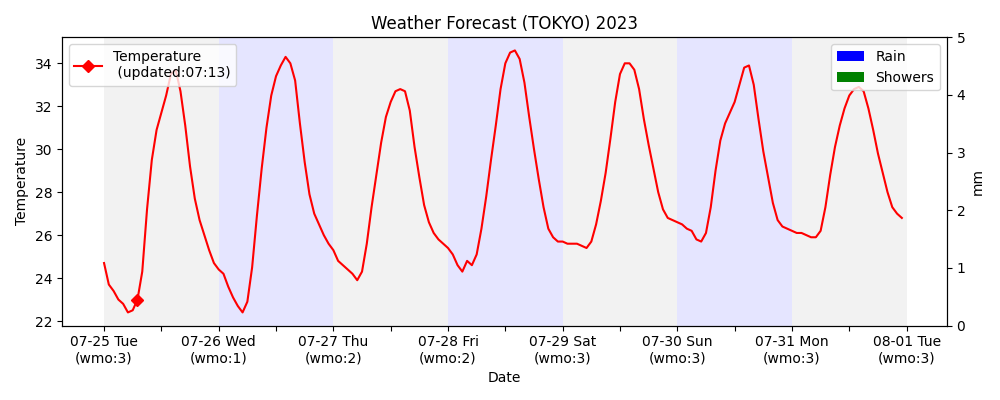 Weather Forecast (TOKYO) 2023
Temperature
(updated:07:13)
Rain
Showers
Temperature
34
32
30
28
26
24
22
5
4
3
2
1
0
mm
07-25 Tue
(wmo:3)
07-26 Wed
(wmo:1)
07-27 Thu
(wmo:2)
07-28 Fri
(wmo:2)
07-29 Sat
(wmo:3)
07-30 Sun
(wmo:3)
07-31 Mon
(wmo:3)
08-01 Tue
(wmo:3)
Date